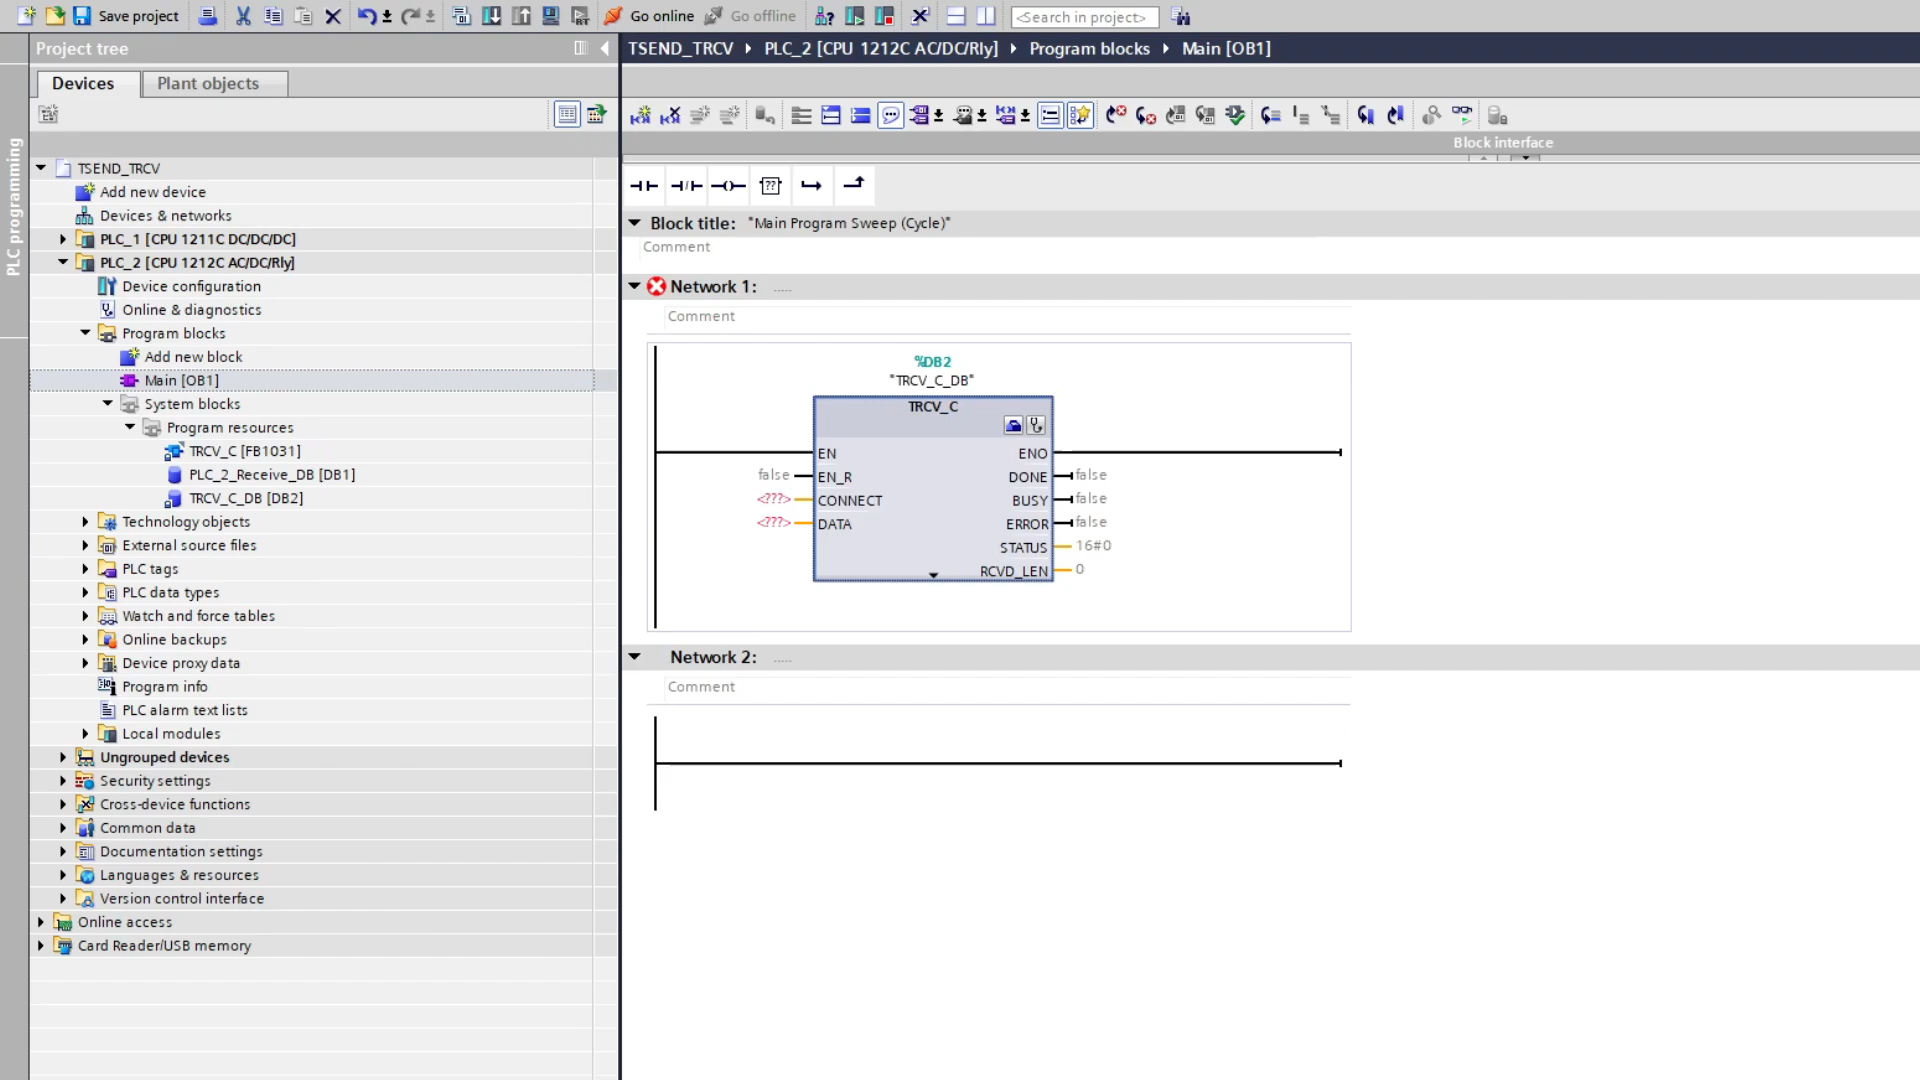 Save project
Go online
Go offline
<Search in project>
Project tree
TSEND_TRCV
PLC_2 [CPU 1212C AC/DC/Rly]
Program blocks
Main [OB1]
Devices
Plant objects
PLC programming
TSEND_TRCV
Add new device
Devices & networks
PLC_1 [CPU 1211C DC/DC/DC]
PLC_2 [CPU 1212C AC/DC/Rly]
Device configuration
Online & diagnostics
Program blocks
Add new block
Main [OB1]
System blocks
Program resources
TRCV_C [FB1031]
PLC_2_Receive_DB [DB1]
TRCV_C_DB [DB2]
Technology objects
External source files
PLC tags
PLC data types
Watch and force tables
Online backups
Device proxy data
Program info
PLC alarm text lists
Local modules
Ungrouped devices
Security settings
Cross-device functions
Common data
Documentation settings
Languages & resources
Version control interface
Online access
Card Reader/USB memory
Block interface
??
Block title: "Main Program Sweep (Cycle)"
Comment
Network 1: .....
Comment
%DB2
"TRCV_C_DB"
TRCV_C
EN ENO
false EN_R DONE false
<???> CONNECT BUSY false
<???> DATA ERROR false
STATUS 16#0
RCVD_LEN 0
Network 2: .....
Comment